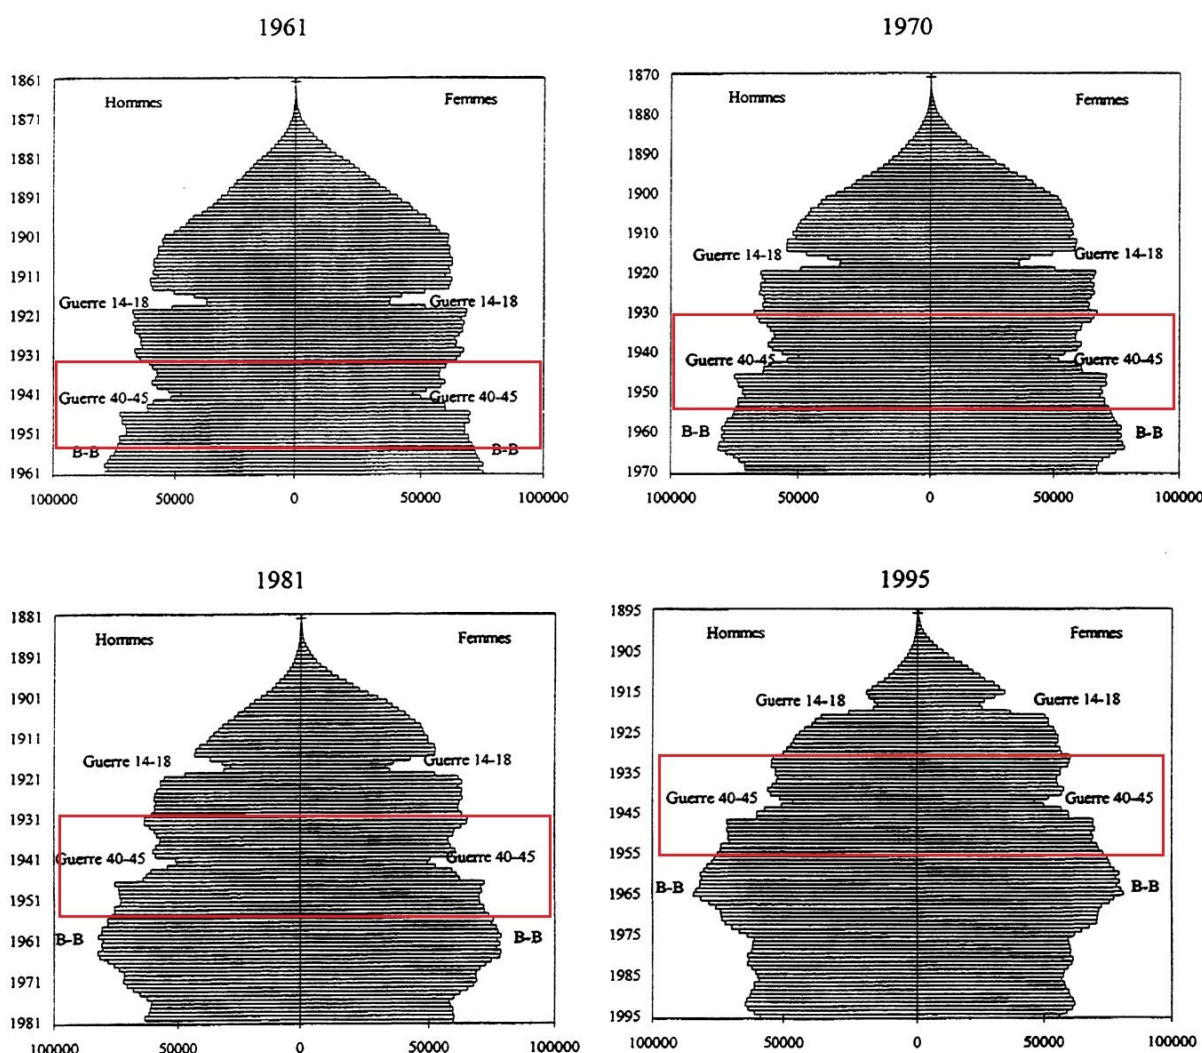 1961
1861
Hommes
Femmes
1871
1881
1891
1901
1911
Guerre 14-18
Guerre 14-18
1921
1931
1941
Guerre 40-45
Guerre 40-45
1951
B-B
B-B
1961
100000 50000 0 50000 100000
1970
1870
Hommes
Femmes
1880
1890
1900
1910
Guerre 14-18
Guerre 14-18
1920
1930
1940
Guerre 40-45
Guerre 40-45
1950
1960
B-B
B-B
1970
100000 50000 0 50000 100000
1981
1881
Hommes
Femmes
1891
1901
1911
Guerre 14-18
Guerre 14-18
1921
1931
1941
Guerre 40-45
Guerre 40-45
1951
1961
B-B
B-B
1971
1981
100000 50000 0 50000 100000
1995
1895
Hommes
Femmes
1905
1915
Guerre 14-18
Guerre 14-18
1925
1935
Guerre 40-45
Guerre 40-45
1945
1955
B-B
B-B
1965
1975
1985
1995
100000 50000 0 50000 100000